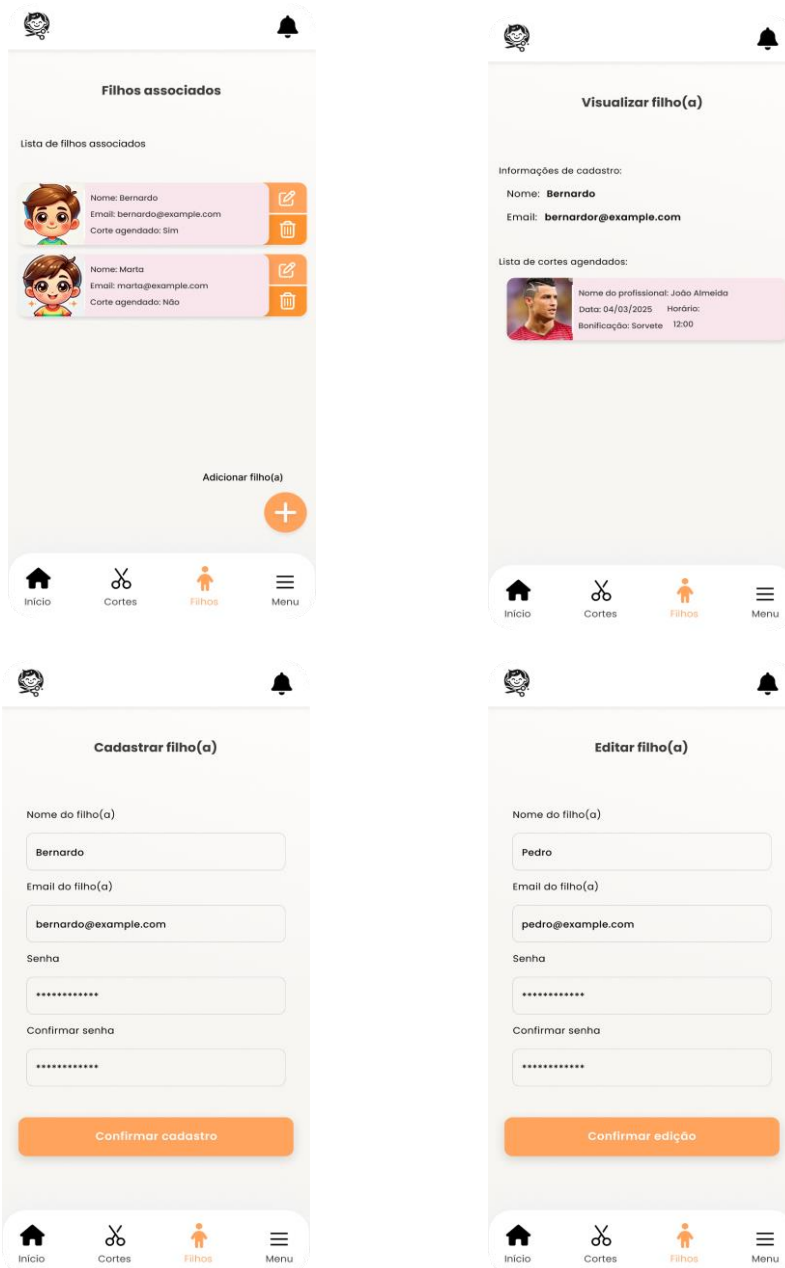 Filhos associados
Lista de filhos associados
Nome: Bernardo
Email: bernardo@example.com
Corte agendado: Sim
Nome: Marta
Email: marta@example.com
Corte agendado: Não
Adicionar filho(a)
Início
Cortes
Filhos
Menu
Visualizar filho(a)
Informações de cadastro:
Nome: Bernardo
Email: bernardor@example.com
Lista de cortes agendados:
Nome do profissional: João Almeida
Data: 04/03/2025 Horário:
Bonificação: Sorvete 12:00
Início
Cortes
Filhos
Menu
Cadastrar filho(a)
Nome do filho(a)
Bernardo
Email do filho(a)
bernardo@example.com
Senha
************
Confirmar senha
************
Confirmar cadastro
Início
Cortes
Filhos
Menu
Editar filho(a)
Nome do filho(a)
Pedro
Email do filho(a)
pedro@example.com
Senha
************
Confirmar senha
************
Confirmar edição
Início
Cortes
Filhos
Menu